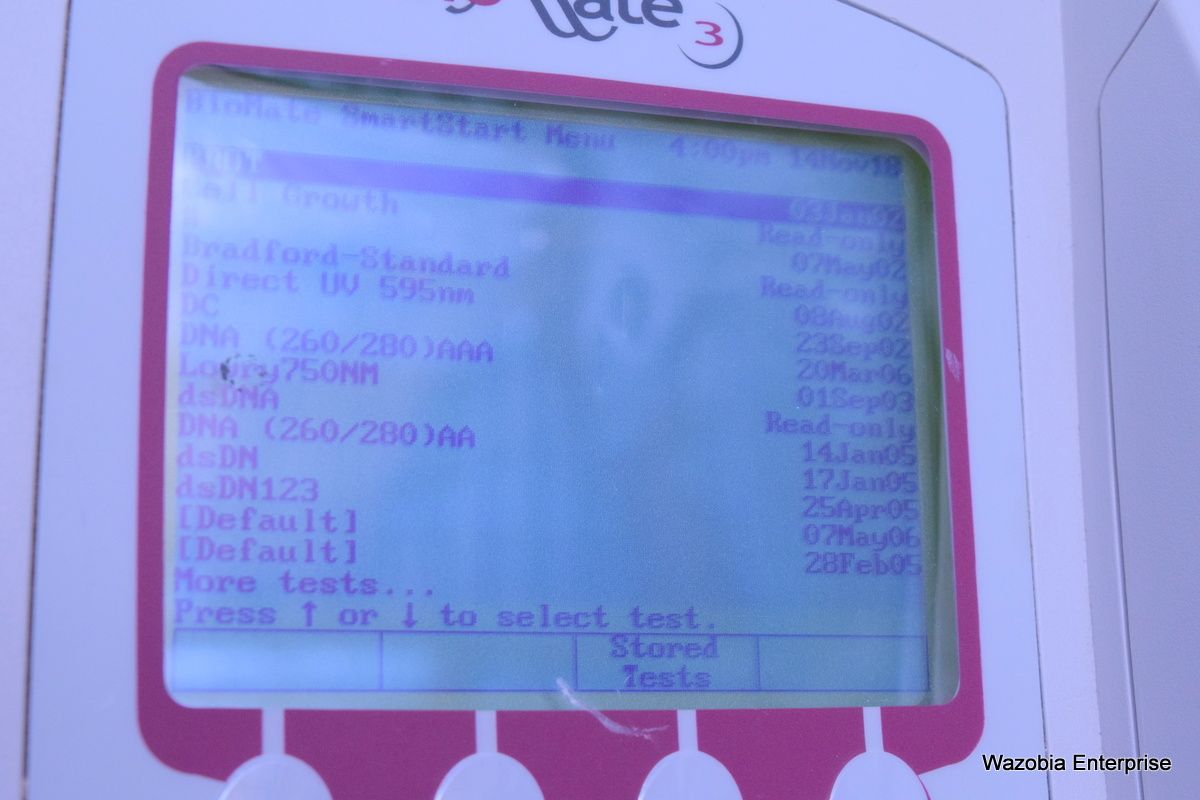 Mate 3
BioMate SmartStart Menu 4:00pm 14Nov18
03Jan02
Cell Growth Read-only
07May02
Bradford-Standard Read-only
Direct UV 595nm 08Aug02
DC 23Sep02
DNA (260/280)AAA 20Mar06
Lowry750NM 01Sep03
dsDNA Read-only
DNA (260/280)AA 14Jan05
dsDN 17Jan05
dsDN123 25Apr05
[Default] 07May06
[Default] 28Feb05
More tests...
Press ↑ or ↓ to select test.
Stored
Tests
Wazobia Enterprise